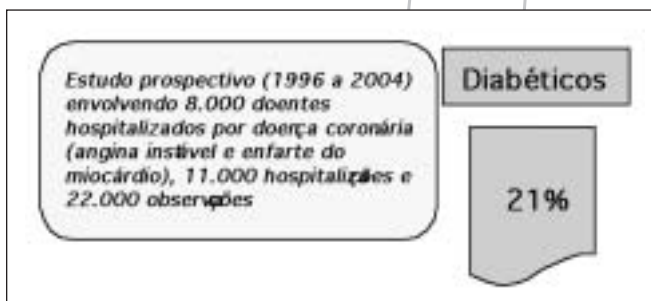 Estudo prospectivo (1996 a 2004)
envolvendo 8.000 doentes
hospitalizados por doença coronária
(angina instável e enfarte do
miocárdio), 11.000 hospitalizações e
22.000 observações
Diabéticos
21%